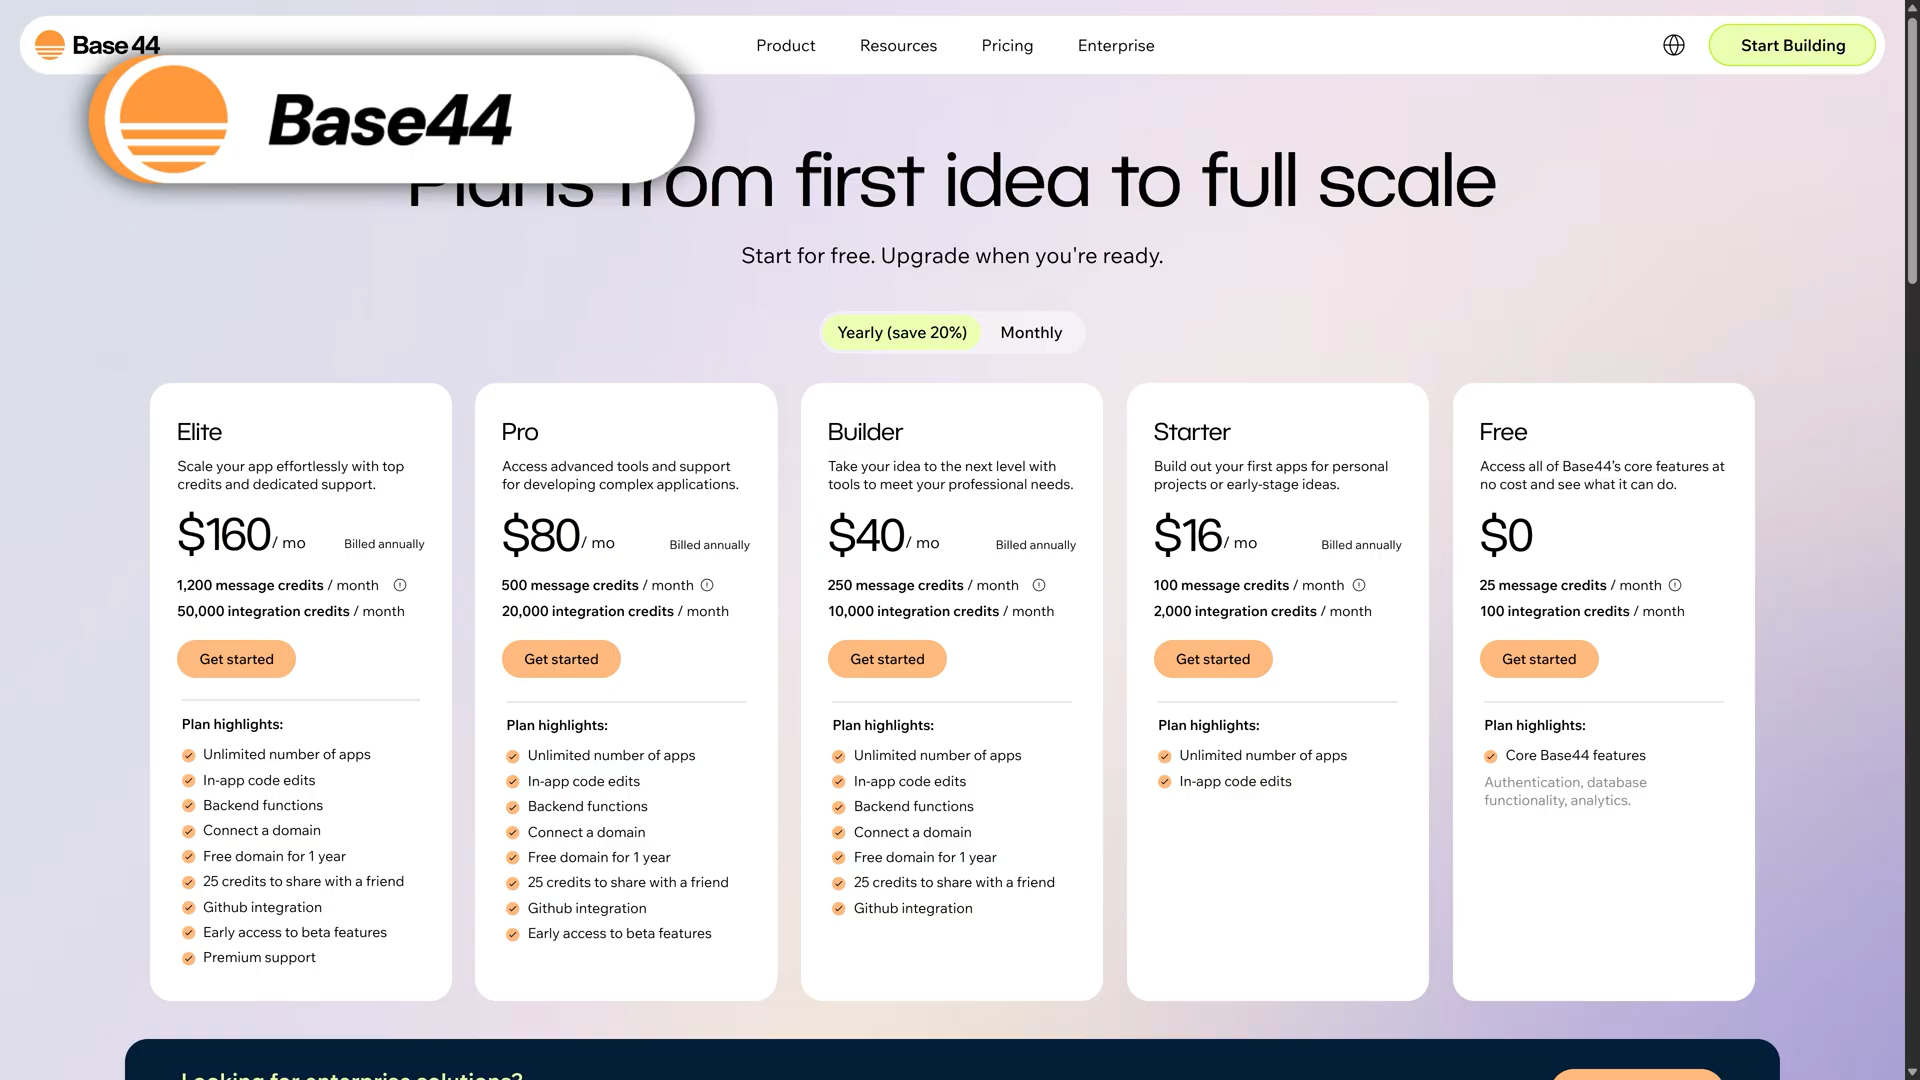 Base 44
Product
Resources
Pricing
Enterprise
Start Building
Base44
Plans from first idea to full scale
Start for free. Upgrade when you're ready.
Yearly (save 20%)
Monthly
Elite
Scale your app effortlessly with top
credits and dedicated support.
$160/ mo
Billed annually
1,200 message credits / month
50,000 integration credits / month
Get started
Plan highlights:
Unlimited number of apps
In-app code edits
Backend functions
Connect a domain
Free domain for 1 year
25 credits to share with a friend
Github integration
Early access to beta features
Premium support
Pro
Access advanced tools and support
for developing complex applications.
$80/ mo
Billed annually
500 message credits / month
20,000 integration credits / month
Get started
Plan highlights:
Unlimited number of apps
In-app code edits
Backend functions
Connect a domain
Free domain for 1 year
25 credits to share with a friend
Github integration
Early access to beta features
Builder
Take your idea to the next level with
tools to meet your professional needs.
$40/ mo
Billed annually
250 message credits / month
10,000 integration credits / month
Get started
Plan highlights:
Unlimited number of apps
In-app code edits
Backend functions
Connect a domain
Free domain for 1 year
25 credits to share with a friend
Github integration
Starter
Build out your first apps for personal
projects or early-stage ideas.
$16/ mo
Billed annually
100 message credits / month
2,000 integration credits / month
Get started
Plan highlights:
Unlimited number of apps
In-app code edits
Free
Access all of Base44's core features at
no cost and see what it can do.
$0
25 message credits / month
100 integration credits / month
Get started
Plan highlights:
Core Base44 features
Authentication, database
functionality, analytics.
Looking for enterprise solutions?